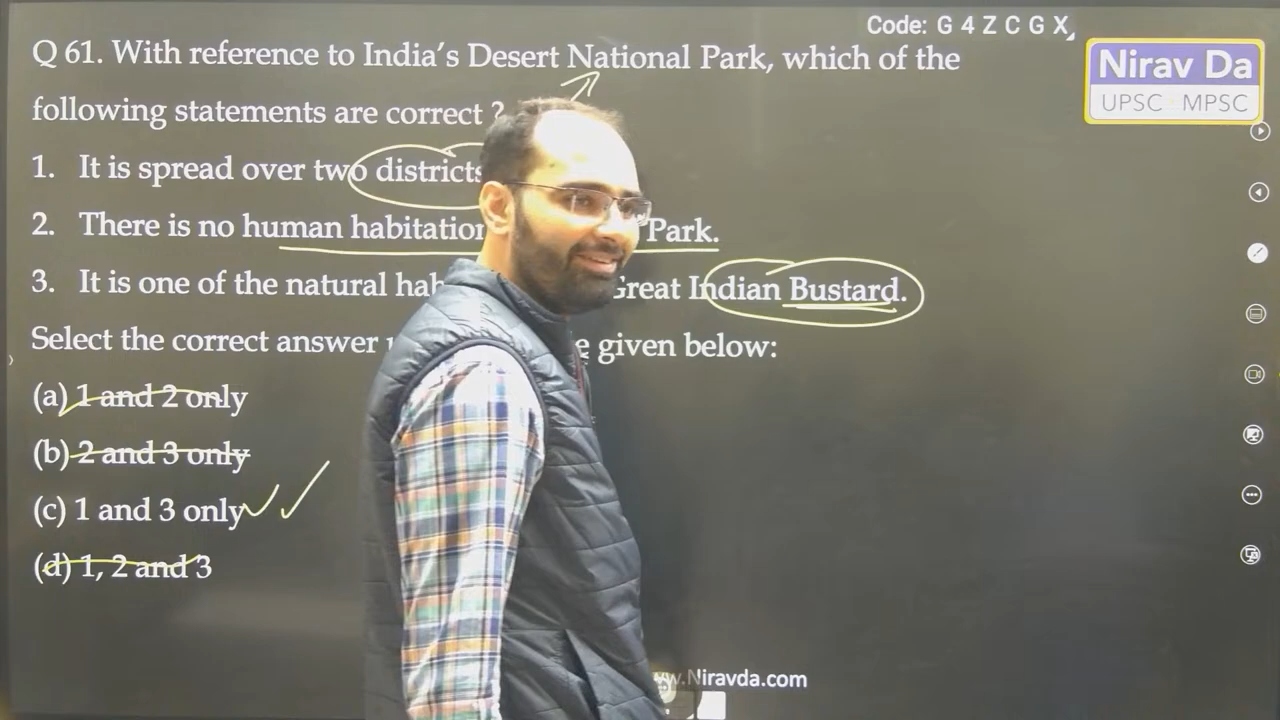 Code: G 4 Z C G X
Nirav Da
UPSC MPSC
Q 61. With reference to India's Desert National Park, which of the
following statements are correct ?
1. It is spread over two districts
2. There is no human habitation Park.
3. It is one of the natural Great Indian Bustard.
Select the correct answer given below:
(a) 1 and 2 only
(b) 2 and 3 only
(c) 1 and 3 only
(d) 1, 2 and 3
.Niravda.com